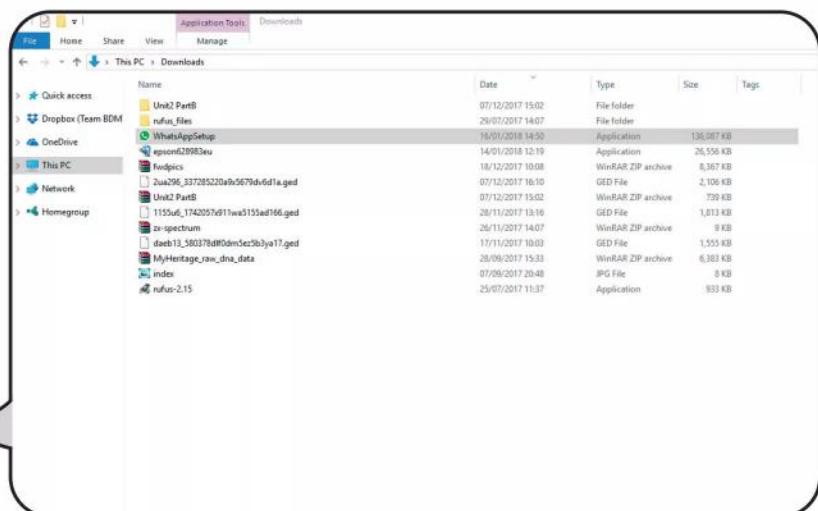 Application Tools Downloads
File Home Share View Manage
This PC › Downloads
Name Date Type Size Tags
Quick access
Dropbox (Team BDM
OneDrive
This PC
Network
Homegroup
Unit2 PartB 07/12/2017 15:02 File folder
rufus_files 29/07/2017 14:07 File folder
WhatsAppSetup 16/01/2018 14:50 Application 136,087 KB
epson628983eu 14/01/2018 12:19 Application 26,556 KB
fwdpics 18/12/2017 10:08 WinRAR ZIP archive 8,367 KB
07/12/2017 16:10 GED File 2,106 KB
Unit2 PartB 07/12/2017 15:02 WinRAR ZIP archive 739 KB
28/11/2017 13:16 GED File 1,813 KB
zx-spectrum 26/11/2017 14:07 WinRAR ZIP archive 9 KB
17/11/2017 10:03 GED File 1,555 KB
MyHeritage_raw_dna_data 28/09/2017 15:33 WinRAR ZIP archive 6,383 KB
index 07/09/2017 20:48 JPG File 8 KB
rufus-2.15 25/07/2017 11:37 Application 933 KB